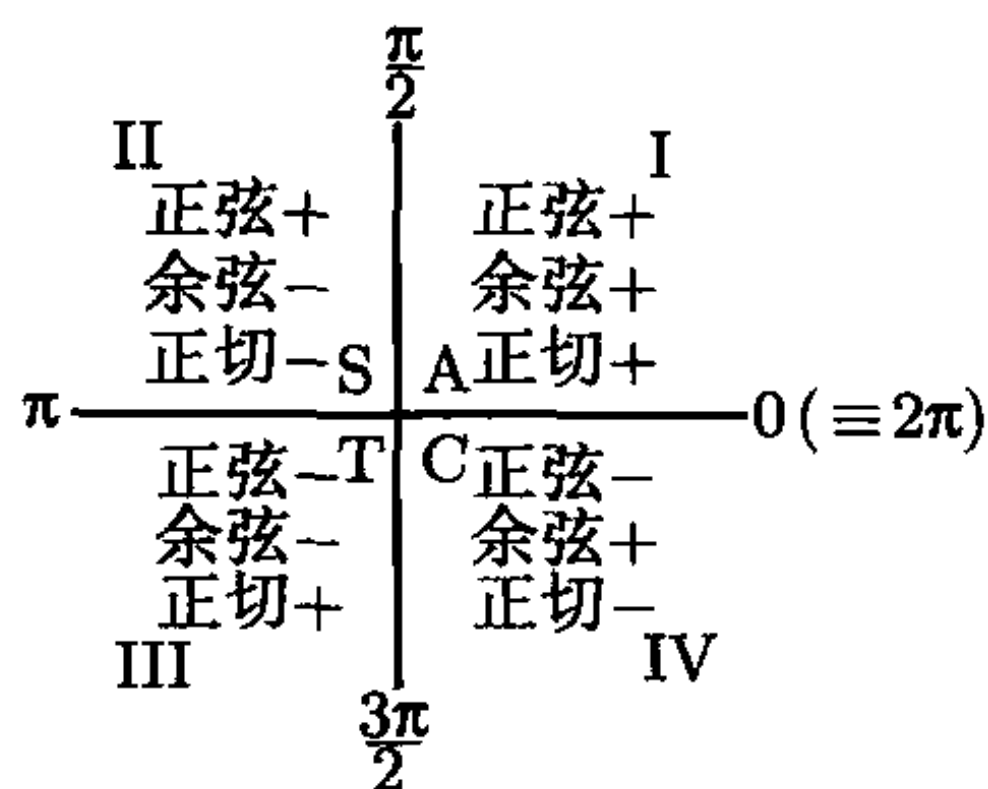 π/2
II
I
正弦+
正弦+
余弦−
余弦+
正切−S
A正切+
π
0(≡2π)
正弦−T
C正弦−
余弦−
余弦+
正切+
正切−
III
IV
3π/2